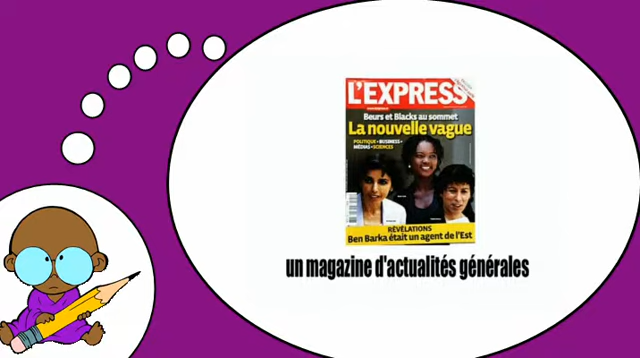 L'EXPRESS
Beurs et Blacks au sommet
La nouvelle vague
POLITIQUE • BUSINESS •
MÉDIAS • SCIENCES
RÉVÉLATIONS
Ben Barka était un agent de l'Est
un magazine d'actualités générales